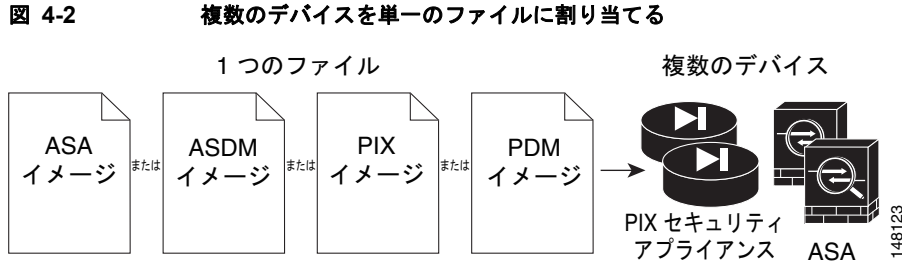 図 4-2 複数のデバイスを単一のファイルに割り当てる
1 つのファイル
複数のデバイス
ASA
イメージ
または
ASDM
イメージ
または
PIX
イメージ
または
PDM
イメージ
PIX セキュリティ
アプライアンス
ASA
148123